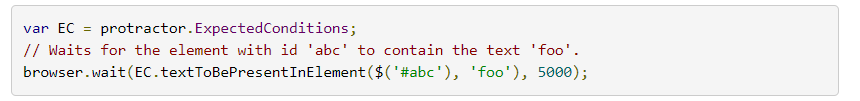 var EC = protractor.ExpectedConditions;
// Waits for the element with id 'abc' to contain the text 'foo'.
browser.wait(EC.textToBePresentInElement($('#abc'), 'foo'), 5000);